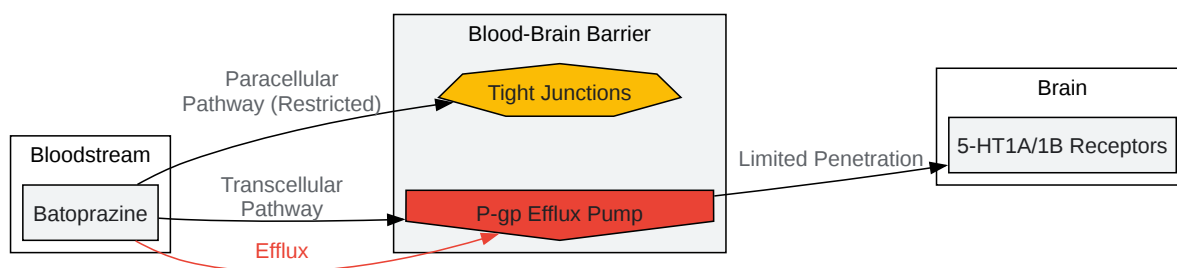 Blood-Brain Barrier
Paracellular
Pathway (Restricted)
Tight Junctions
Brain
5-HT1A/1B Receptors
Bloodstream
Batoprazine
Transcellular
Pathway
Efflux
P-gp Efflux Pump
Limited Penetration